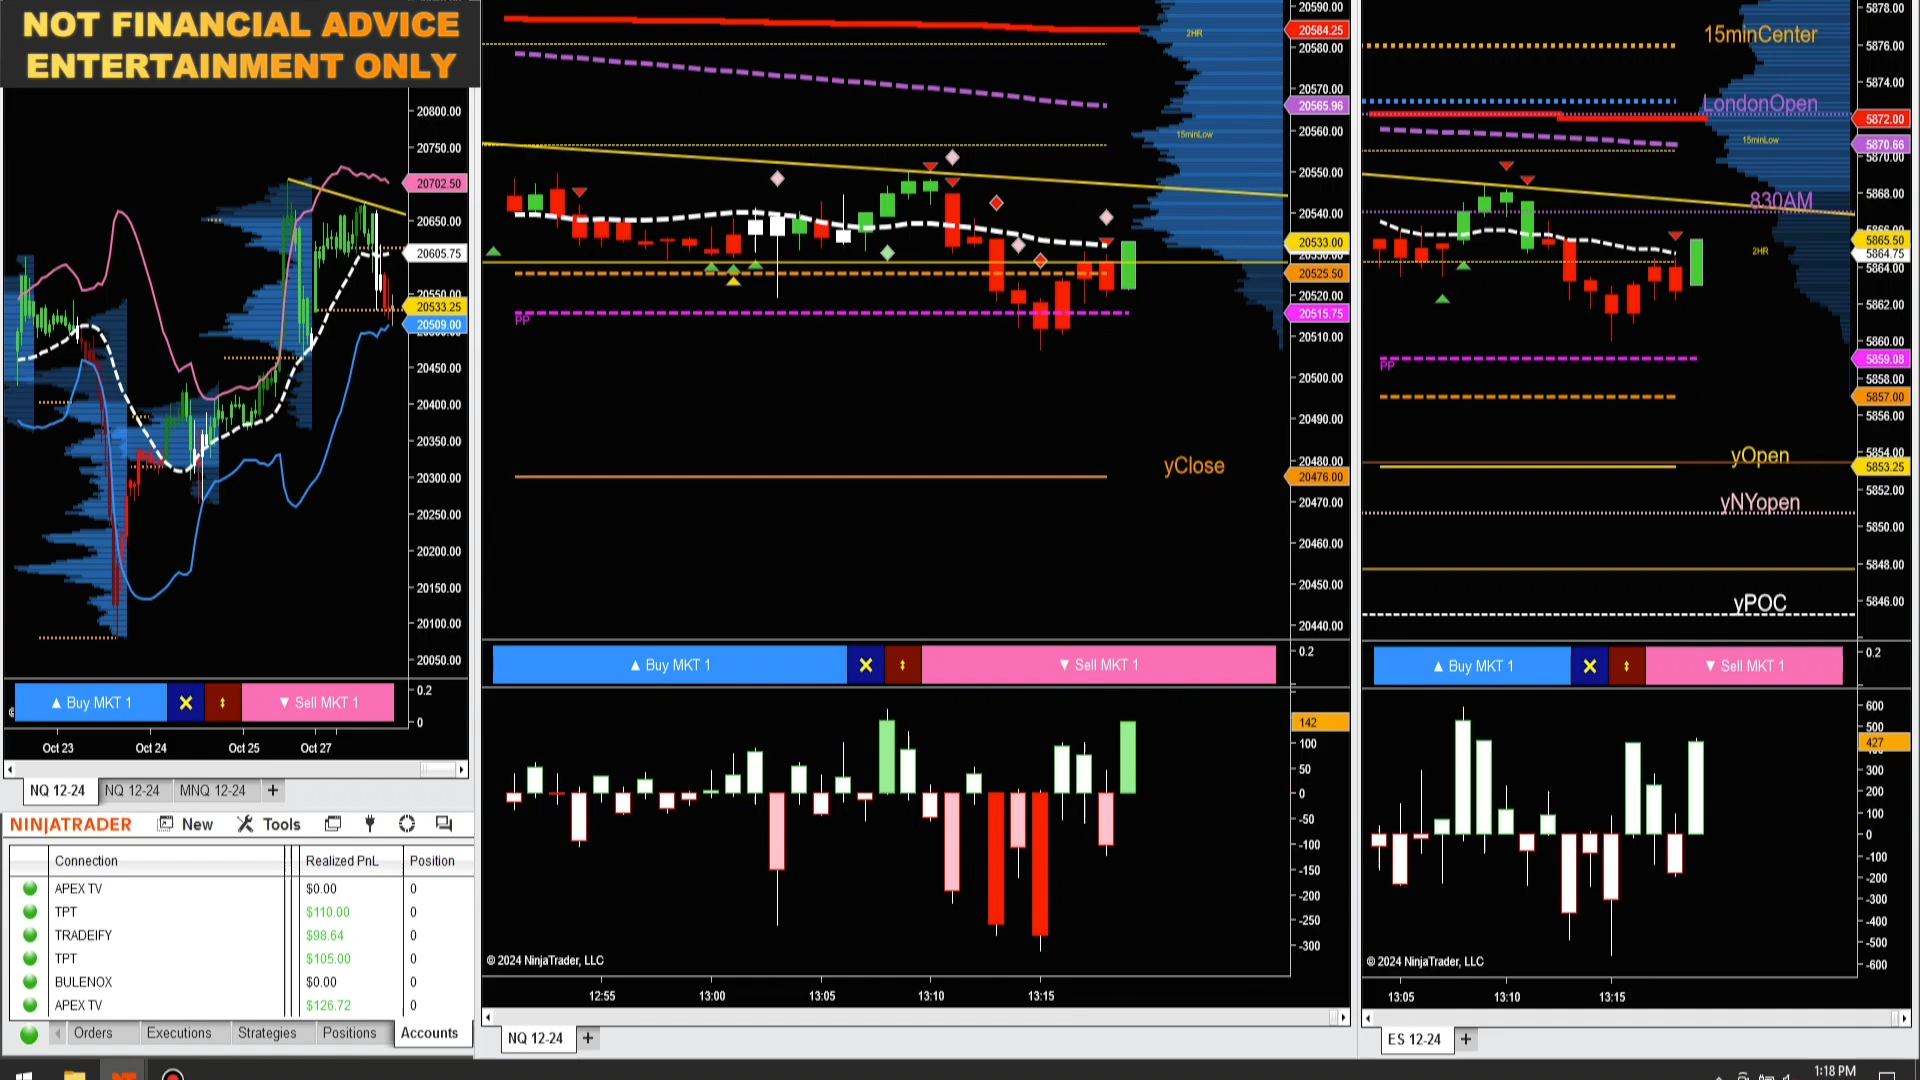 NOT FINANCIAL ADVICE
ENTERTAINMENT ONLY
20800.00
20750.00
20702.50
20650.00
20605.75
20550.00
20533.25
20509.00
20450.00
20400.00
20350.00
20300.00
20250.00
20200.00
20150.00
20100.00
20050.00
▲ Buy MKT 1
▼ Sell MKT 1
0.2
0
Oct 23 Oct 24 Oct 25 Oct 27
NQ 12-24 NQ 12-24 MNQ 12-24 +
NINJATRADER New Tools
Connection Realized PnL Position
APEX TV $0.00 0
TPT $110.00 0
TRADEIFY $98.64 0
TPT $105.00 0
BULENOX $0.00 0
APEX TV $126.72 0
Orders Executions Strategies Positions Accounts
20590.00
2HR
20584.25
20580.00
20570.00
20565.96
20560.00
15minLow
20550.00
20540.00
20533.00
20525.50
20520.00
20515.75
PP
20510.00
20500.00
20490.00
20480.00
yClose
20476.00
20470.00
20460.00
20450.00
20440.00
▲ Buy MKT 1
▼ Sell MKT 1
0.2
142
100
50
0
-50
-100
-150
-200
-250
-300
© 2024 NinjaTrader, LLC
12:55 13:00 13:05 13:10 13:15
NQ 12-24 +
5878.00
15minCenter
5876.00
5874.00
LondonOpen
5872.00
15minLow
5870.66
5870.00
5868.00
830AM
5865.50
2HR
5864.75
5864.00
5862.00
5860.00
5859.08
PP
5858.00
5857.00
5856.00
5854.00
yOpen
5853.25
5852.00
yNYopen
5850.00
5848.00
yPOC
5846.00
▲ Buy MKT 1
▼ Sell MKT 1
0.2
600
500
427
300
200
100
0
-100
-200
-300
-400
-500
-600
© 2024 NinjaTrader, LLC
13:05 13:10 13:15
ES 12-24 +
1:18 PM